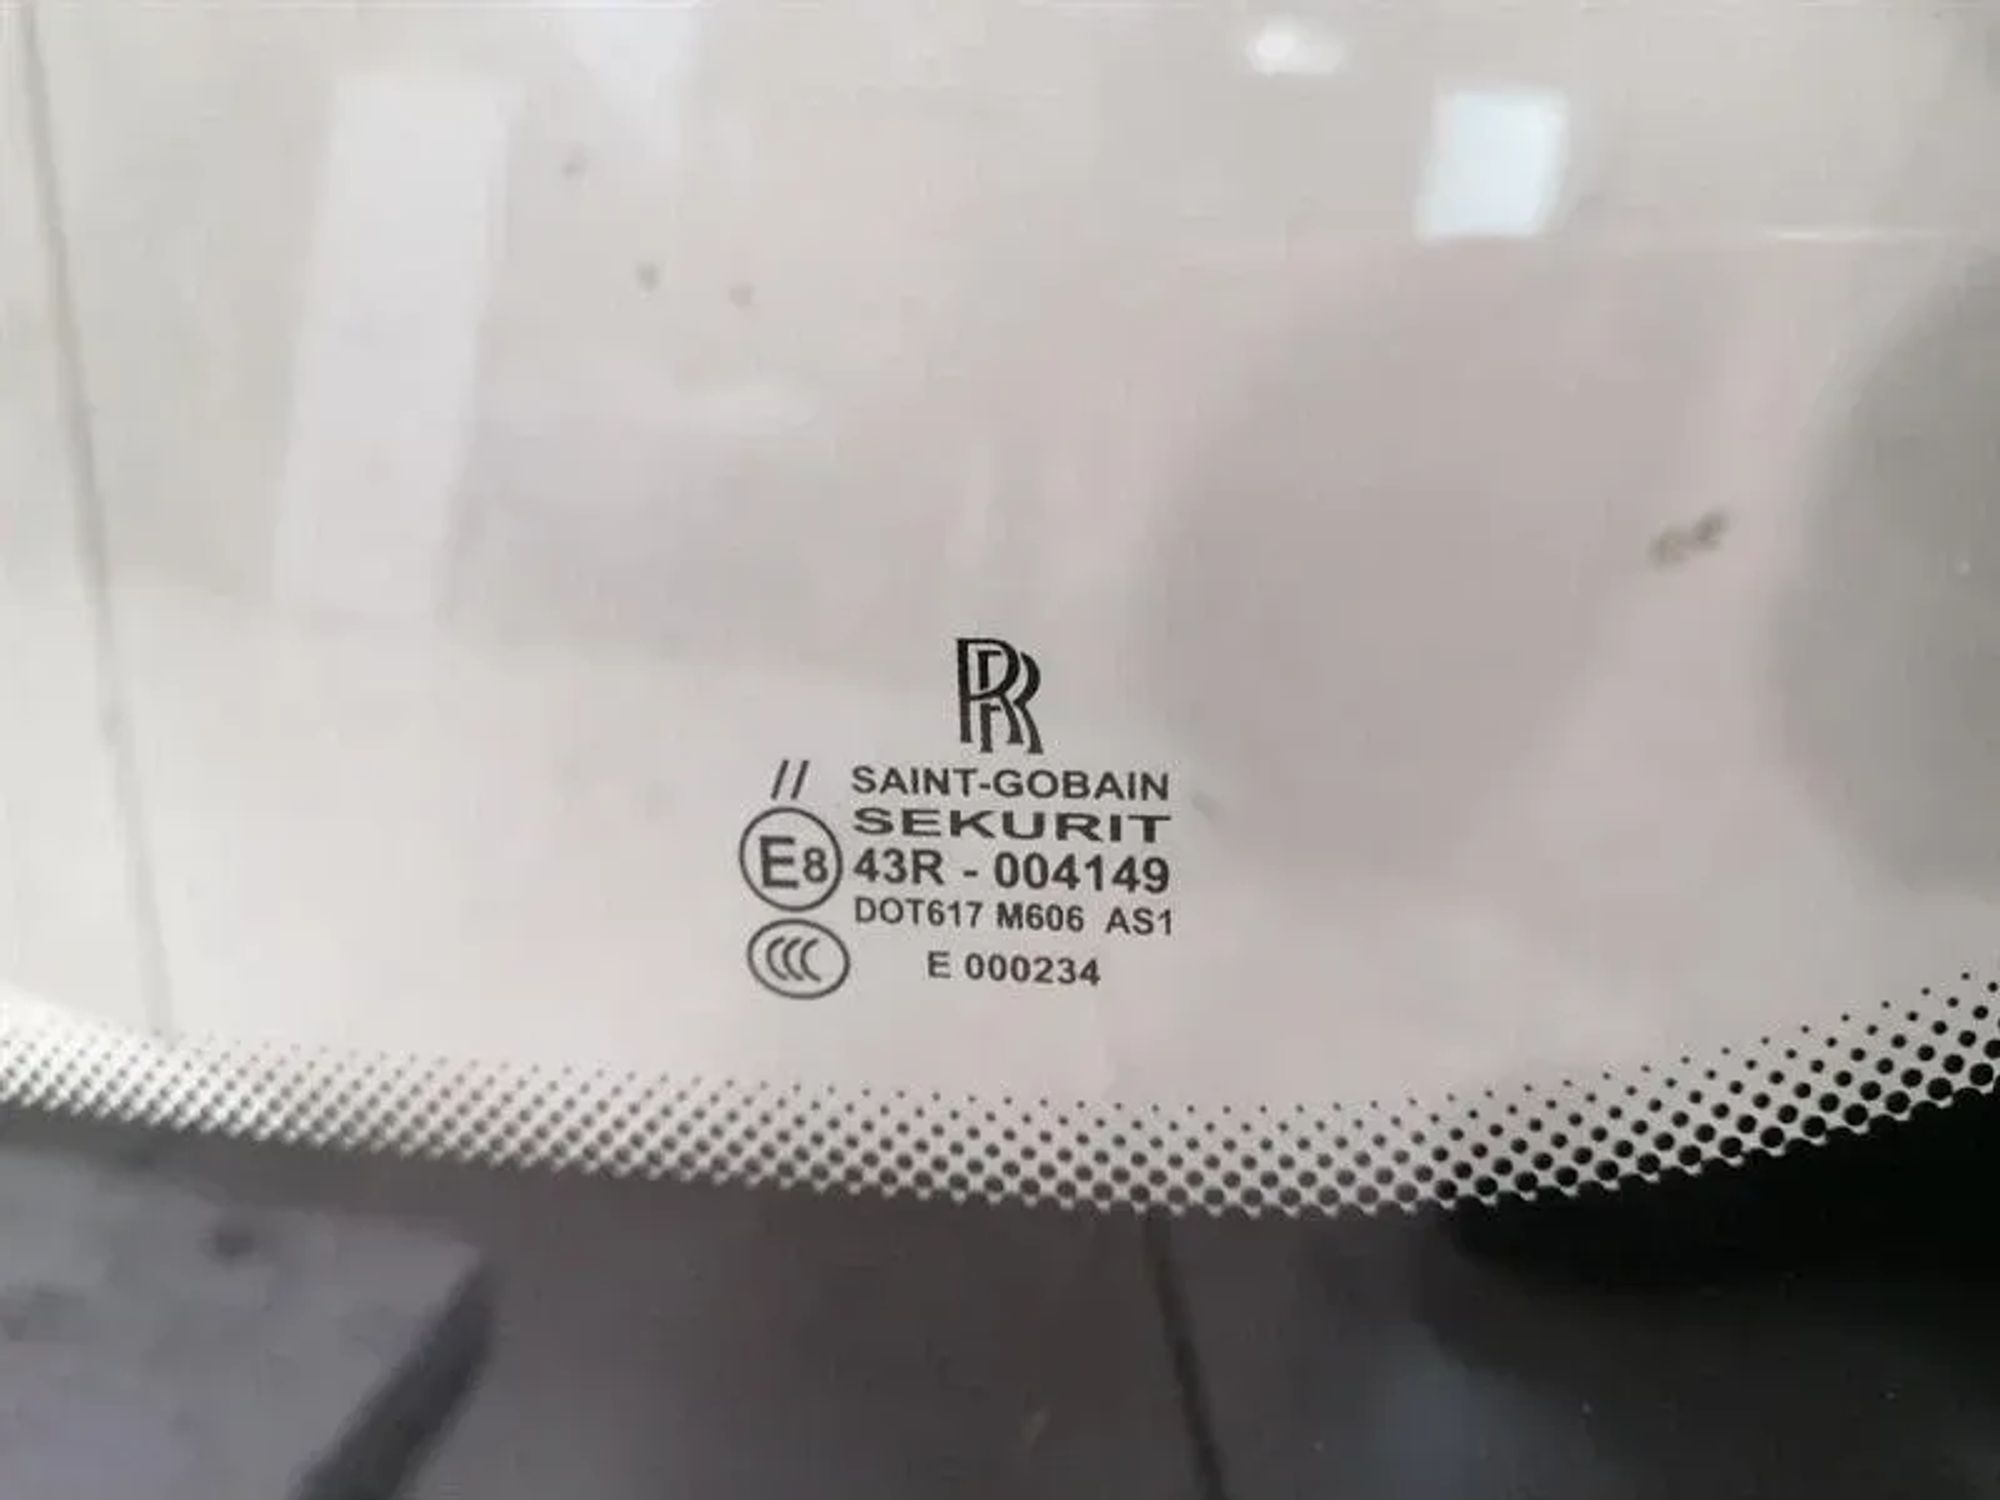 RR
// SAINT-GOBAIN
SEKURIT
E8 43R - 004149
DOT617 M606 AS1
CCC E 000234